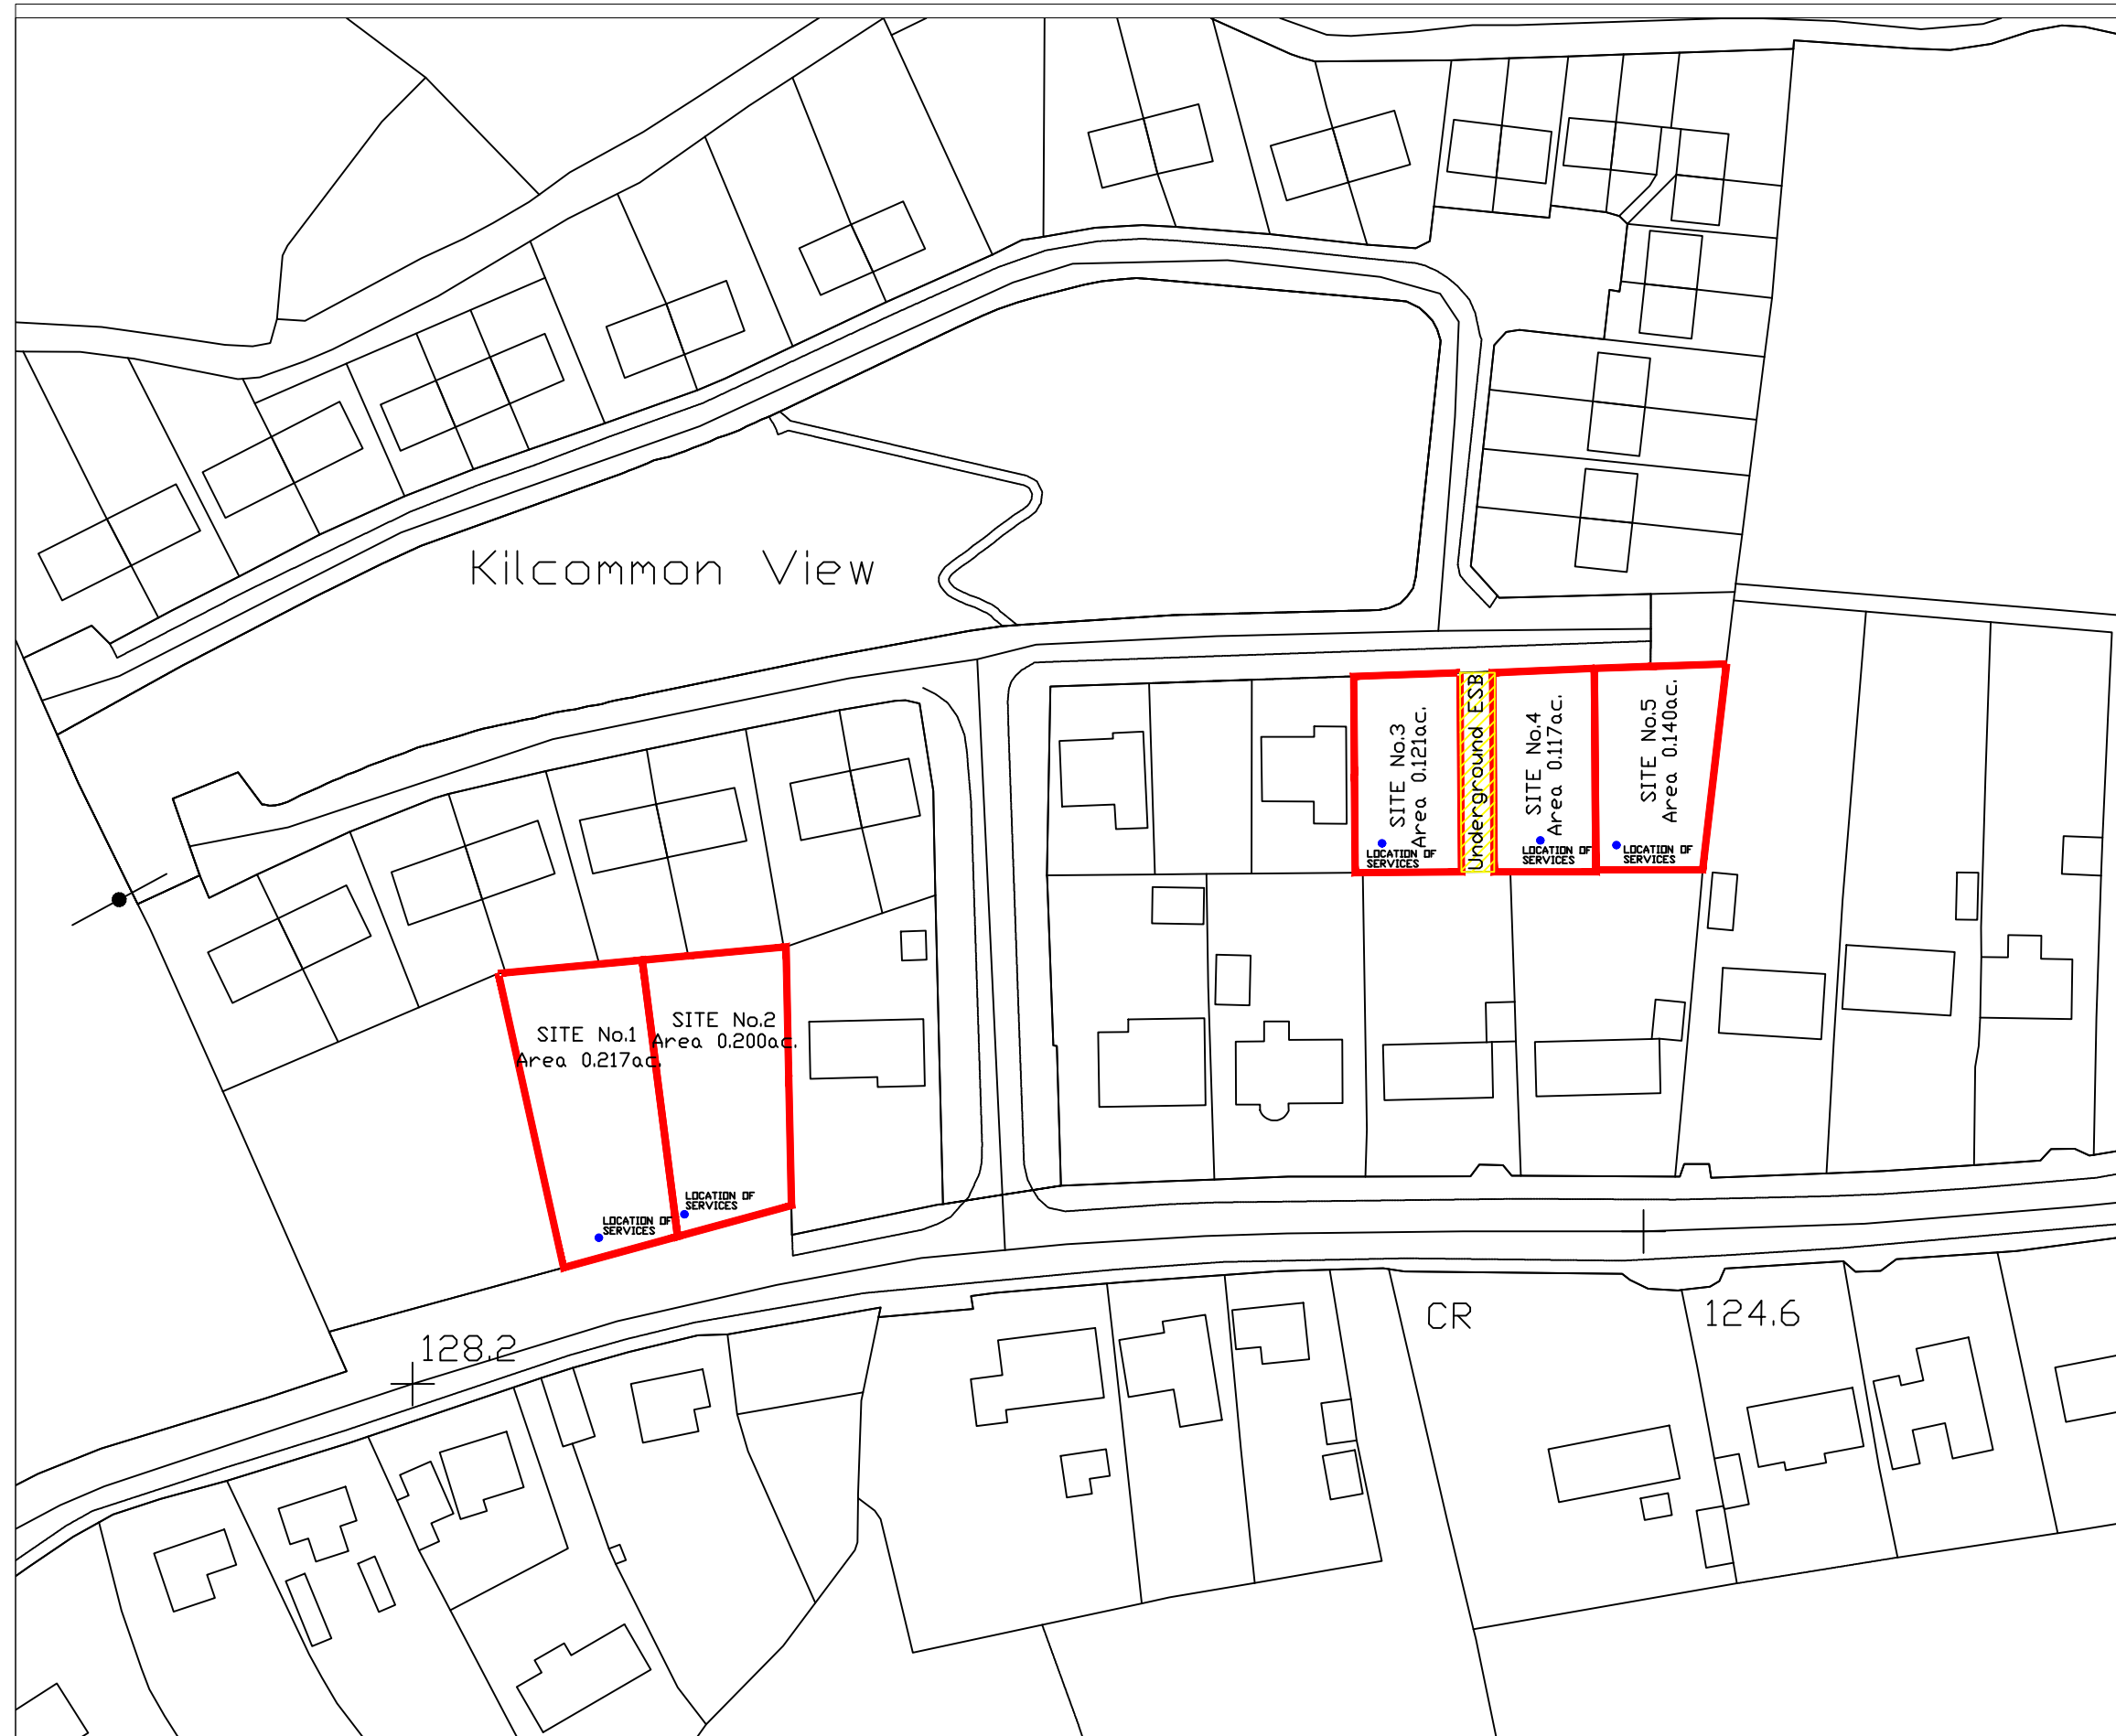 Kilcommon View
SITE No.3
Area 0.121ac.
Underground ESB
SITE No.4
Area 0.117ac.
SITE No.5
Area 0.140ac.
LOCATION OF
SERVICES
LOCATION OF
SERVICES
LOCATION OF
SERVICES
SITE No.1
Area 0.217ac.
SITE No.2
Area 0.200ac.
LOCATION OF
SERVICES
LOCATION OF
SERVICES
CR
124.6
128.2